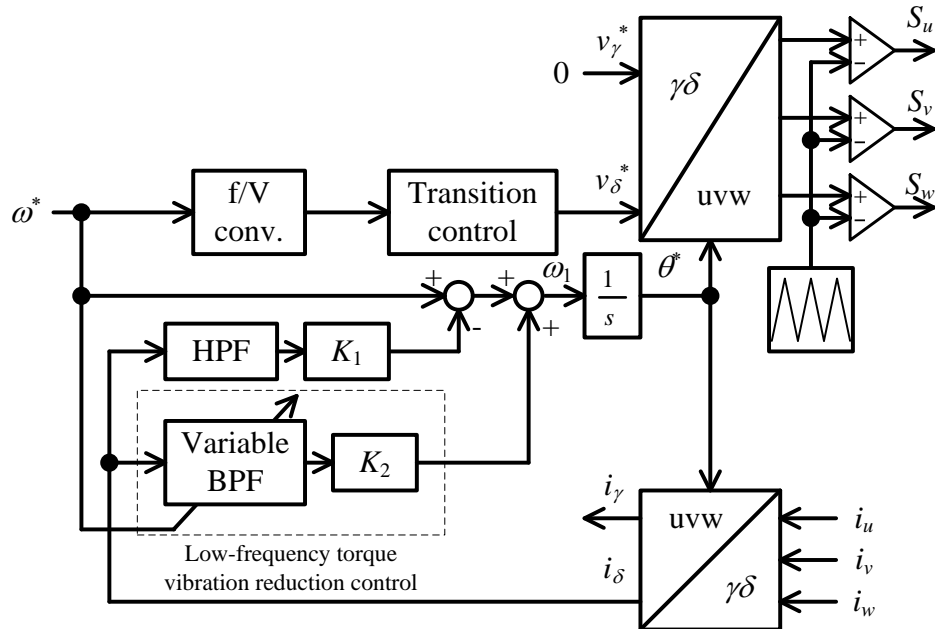 S_u
v_γ^*
0
γδ
+
−
S_v
+
−
f/V
conv.
Transition
control
v_δ^*
uvw
S_w
+
−
ω^*
+
-
+
+
ω_1
1
s
θ^*
HPF
K_1
Variable
BPF
K_2
Low-frequency torque
vibration reduction control
i_γ
uvw
i_u
i_v
i_δ
γδ
i_w